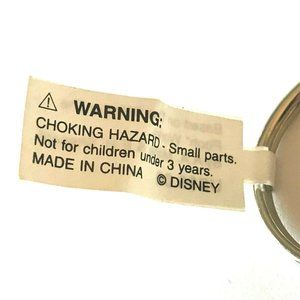 ⚠ WARNING:
CHOKING HAZARD - Small parts.
Not for children under 3 years.
MADE IN CHINA © DISNEY